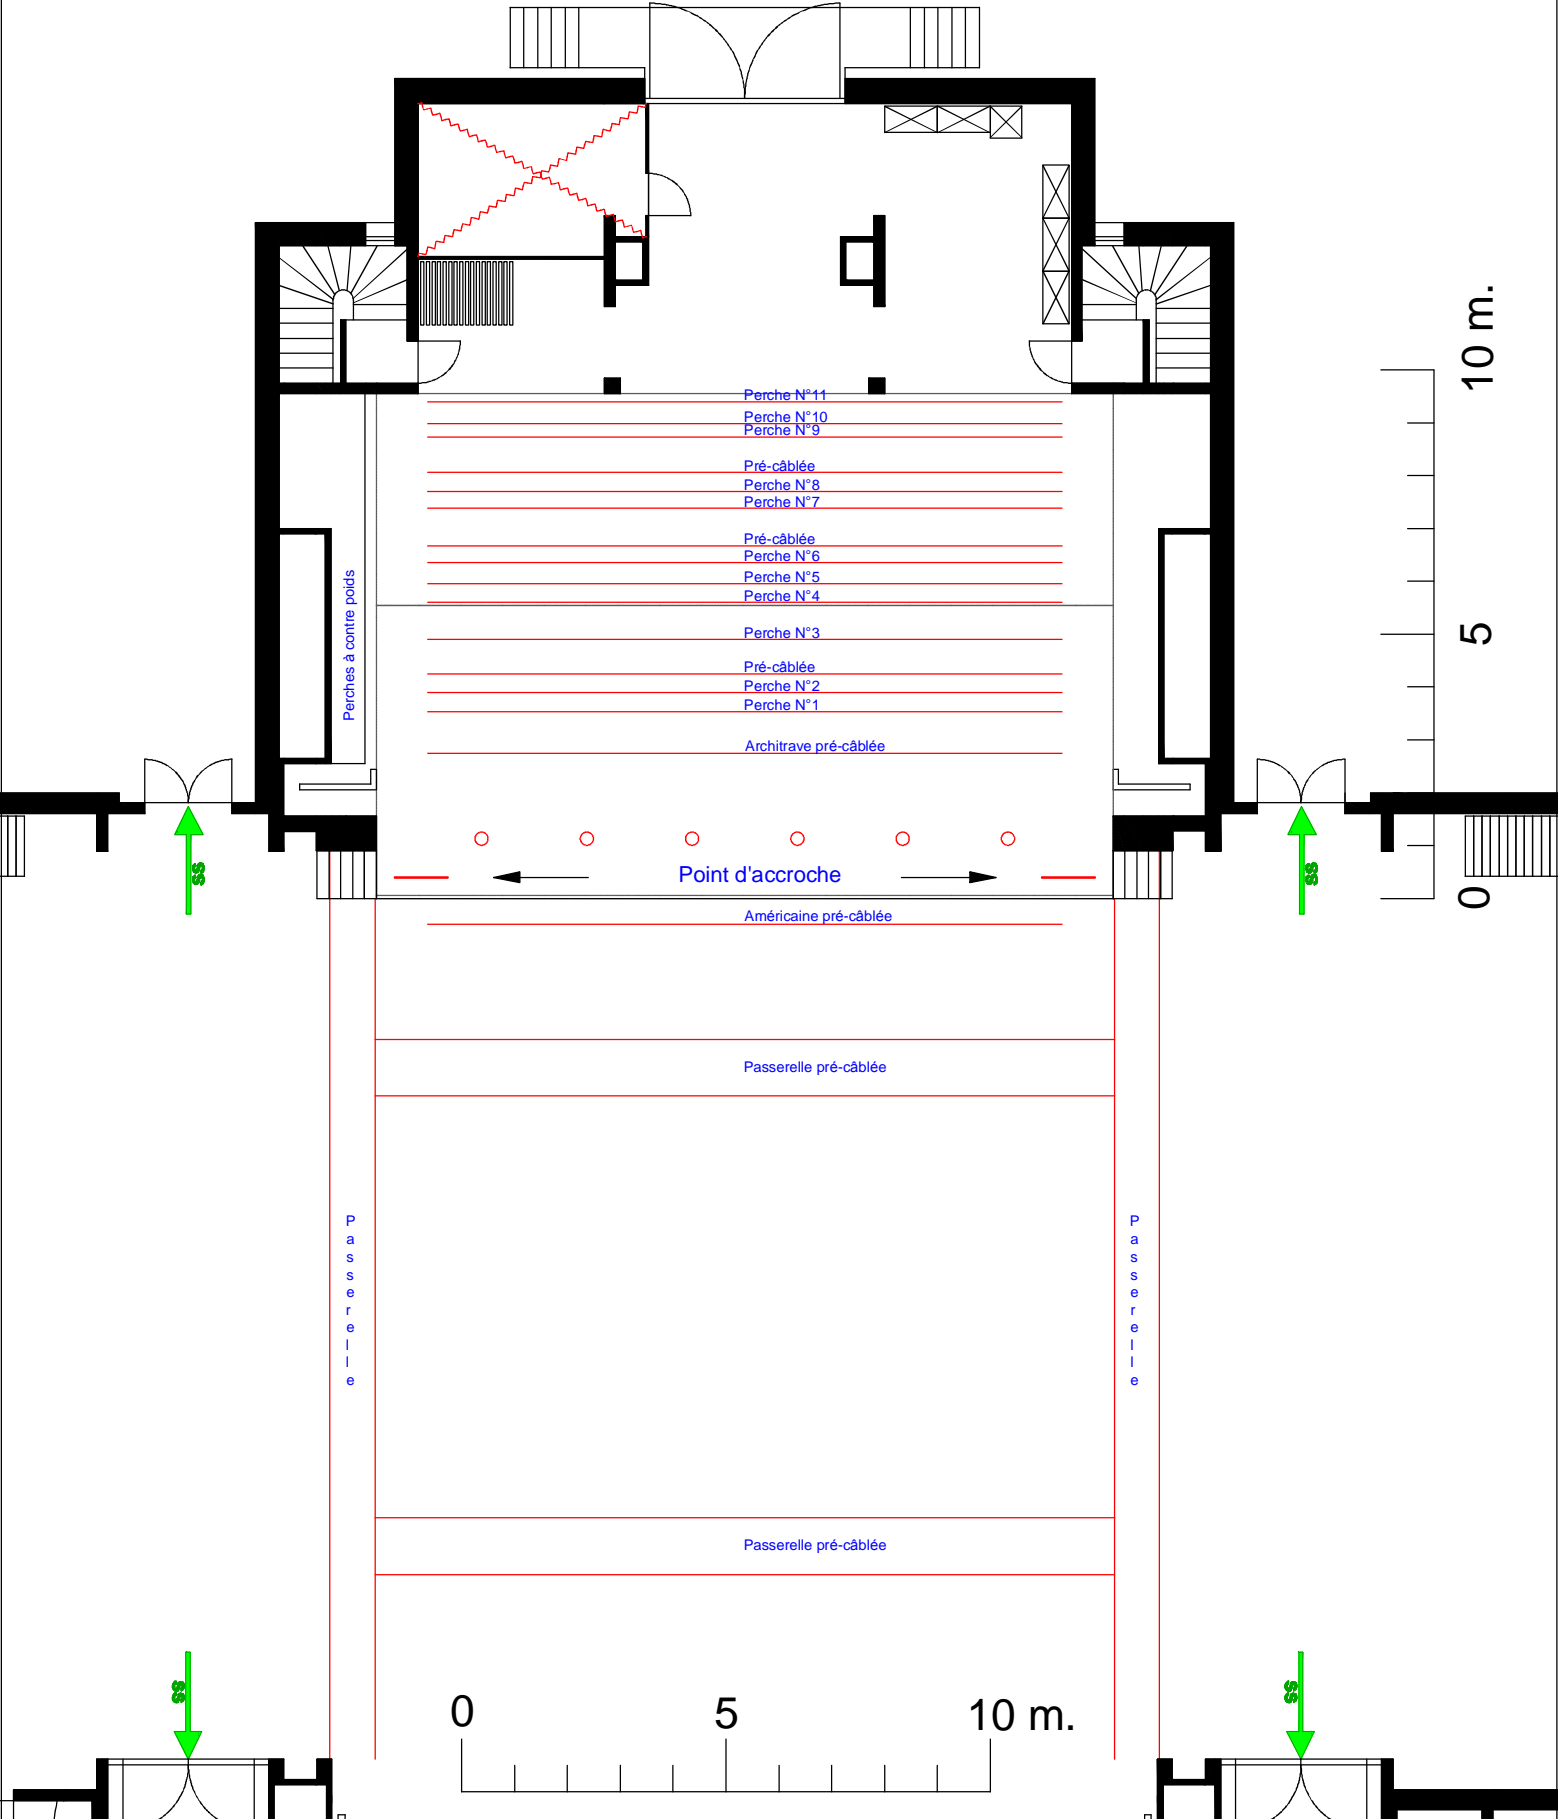 10 m.
Perche N°11
Perche N°10
Perche N°9
Pré-câblée
Perche N°8
Perche N°7
Pré-câblée
Perche N°6
Perche N°5
Perche N°4
Perches à contre poids
5
Perche N°3
Pré-câblée
Perche N°2
Perche N°1
Architrave pré-câblée
SS
Point d'accroche
SS
0
Américaine pré-câblée
Passerelle pré-câblée
Passerelle
Passerelle
Passerelle pré-câblée
SS
SS
0
5
10 m.